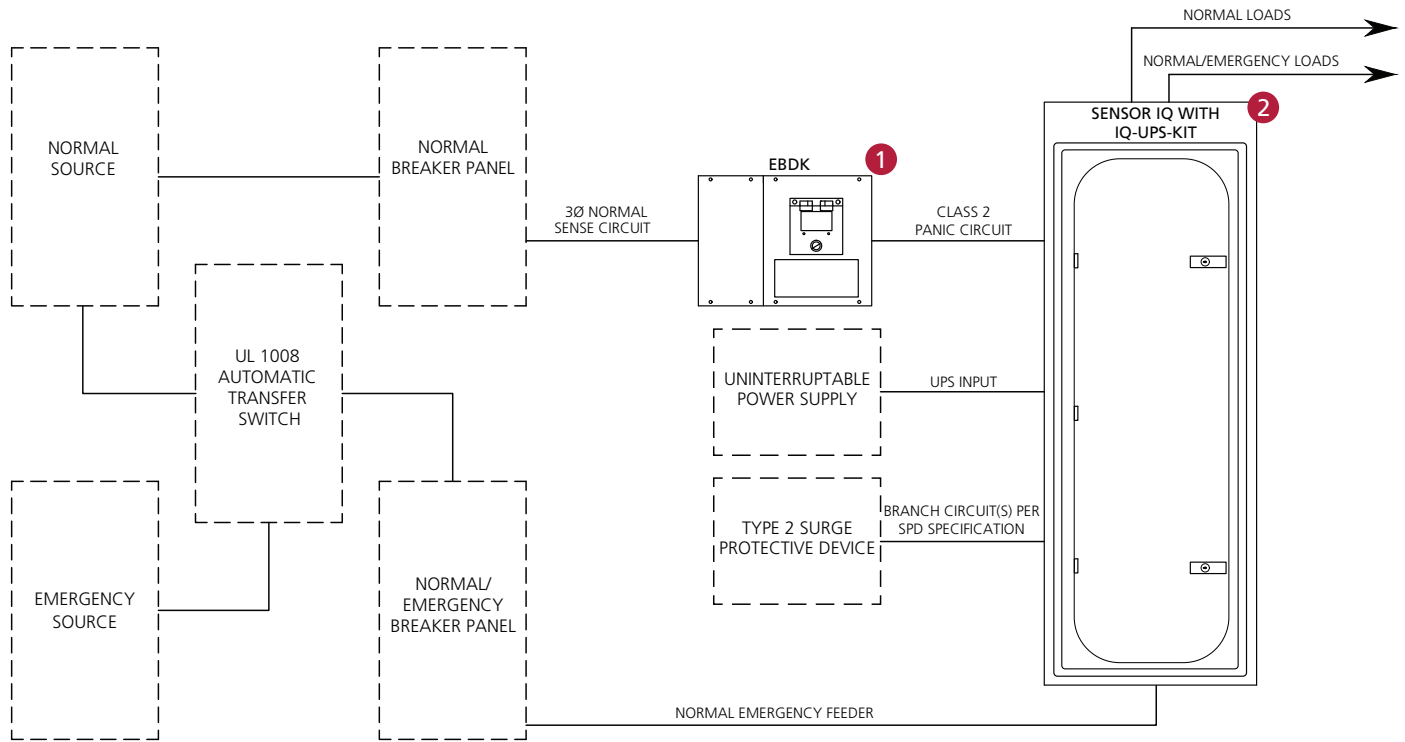 NORMAL LOADS
NORMAL/EMERGENCY LOADS
NORMAL
SOURCE
NORMAL
BREAKER PANEL
3Ø NORMAL
SENSE CIRCUIT
EBDK
1
CLASS 2
PANIC CIRCUIT
SENSOR IQ WITH
IQ-UPS-KIT
2
UL 1008
AUTOMATIC
TRANSFER
SWITCH
UNINTERRUPTABLE
POWER SUPPLY
UPS INPUT
TYPE 2 SURGE
PROTECTIVE DEVICE
BRANCH CIRCUIT(S) PER
SPD SPECIFICATION
EMERGENCY
SOURCE
NORMAL/
EMERGENCY
BREAKER PANEL
NORMAL EMERGENCY FEEDER